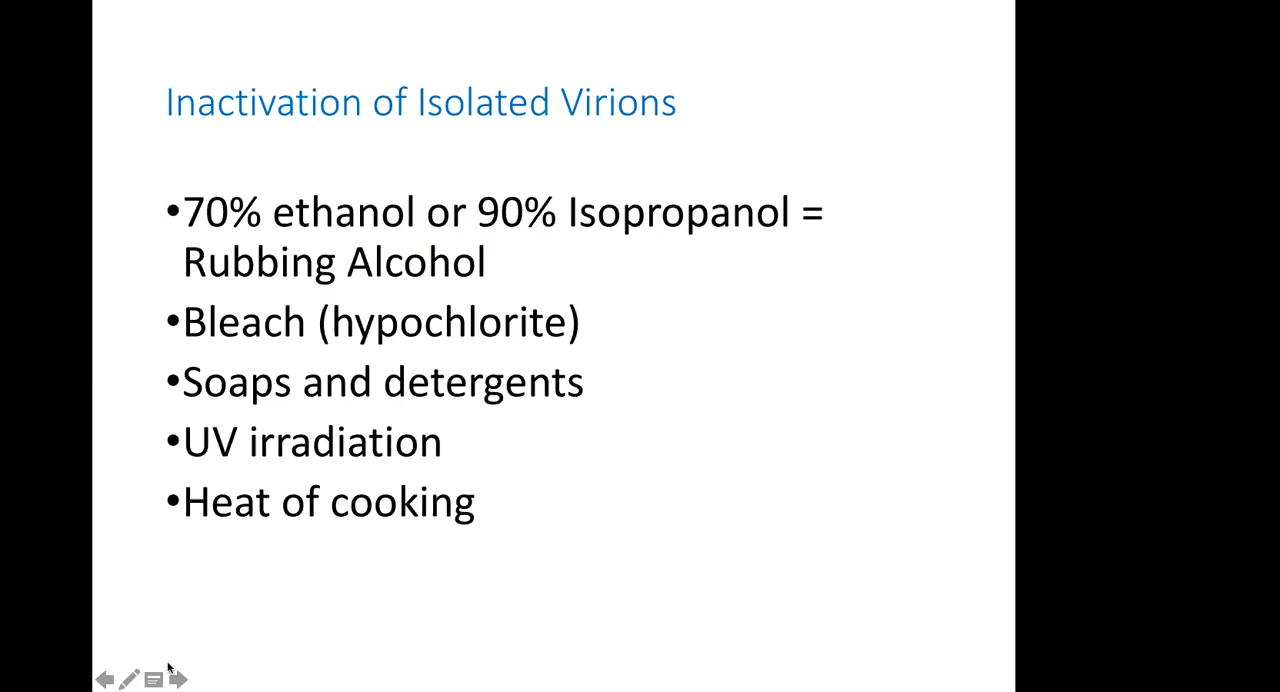 Inactivation of Isolated Virions
•70% ethanol or 90% Isopropanol =
Rubbing Alcohol
•Bleach (hypochlorite)
•Soaps and detergents
•UV irradiation
•Heat of cooking